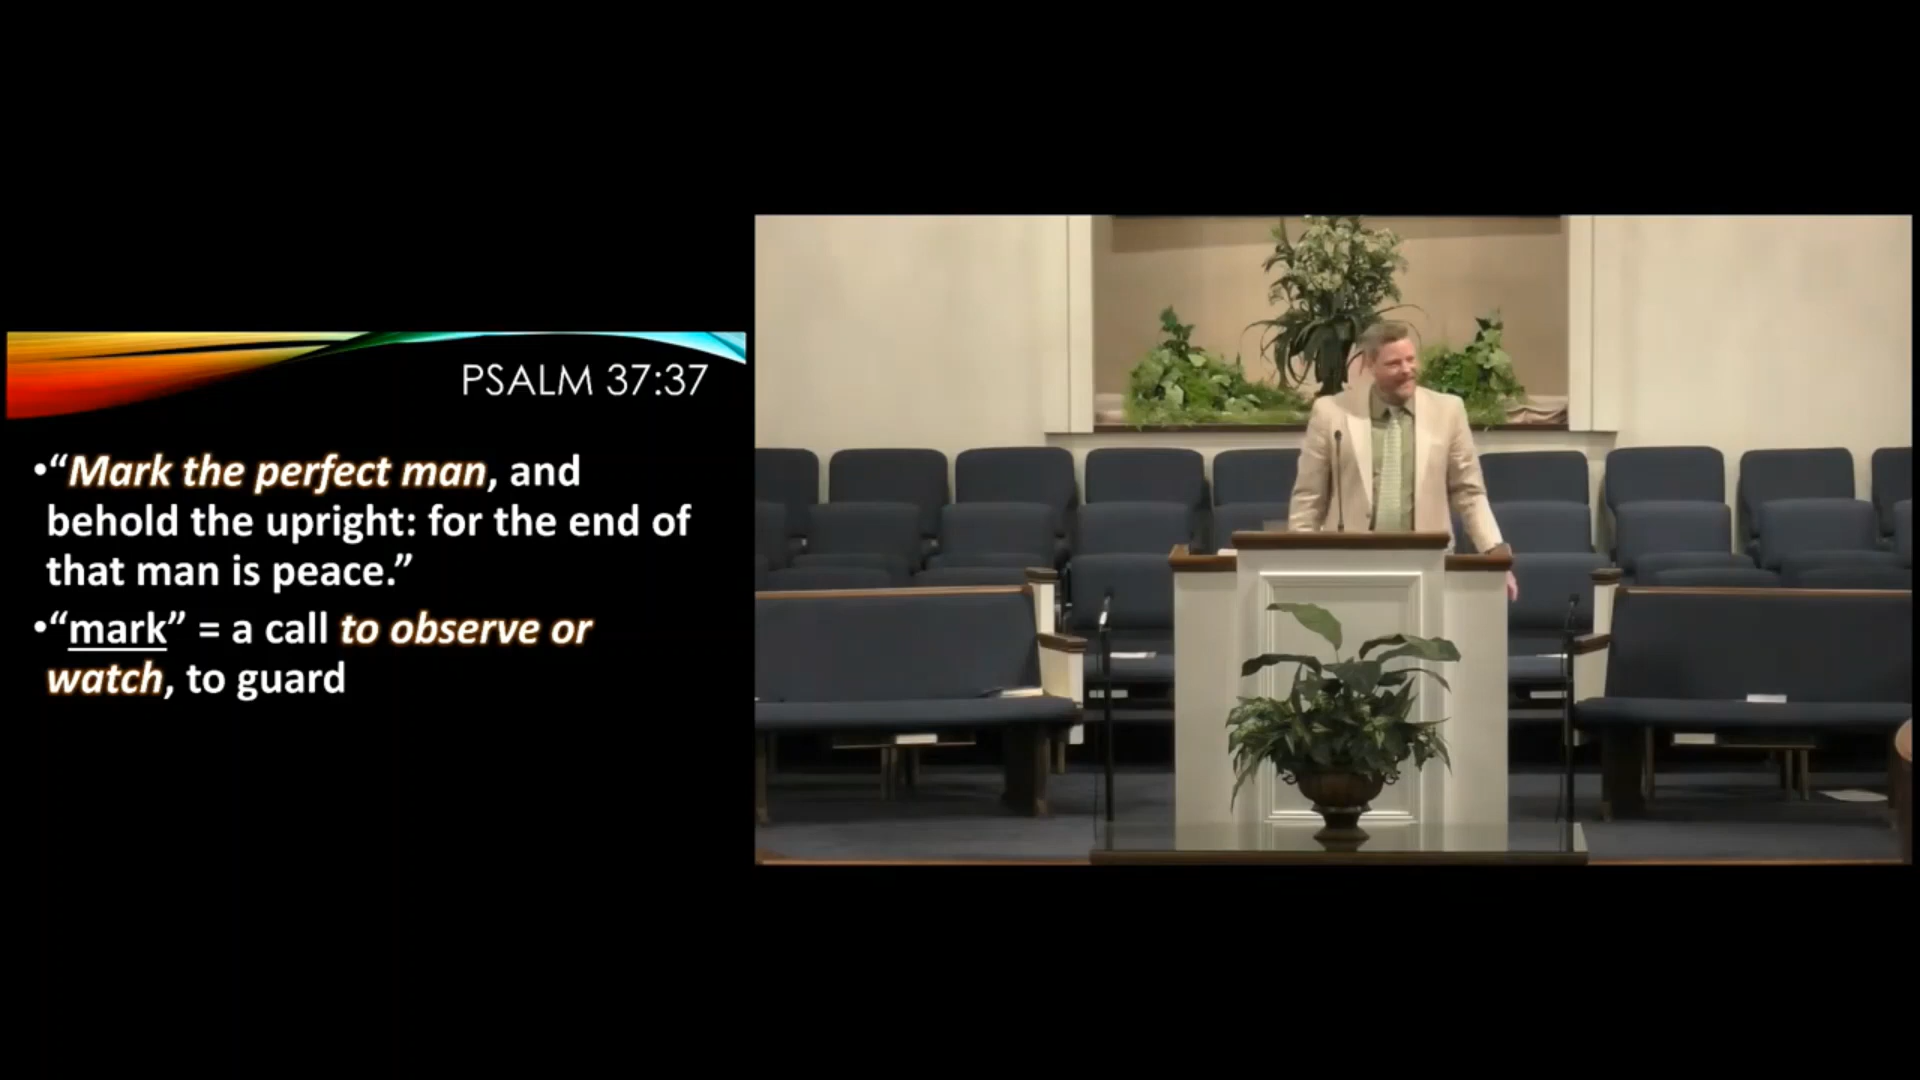 PSALM 37:37
•“Mark the perfect man, and
behold the upright: for the end of
that man is peace.”
•“mark” = a call to observe or
watch, to guard